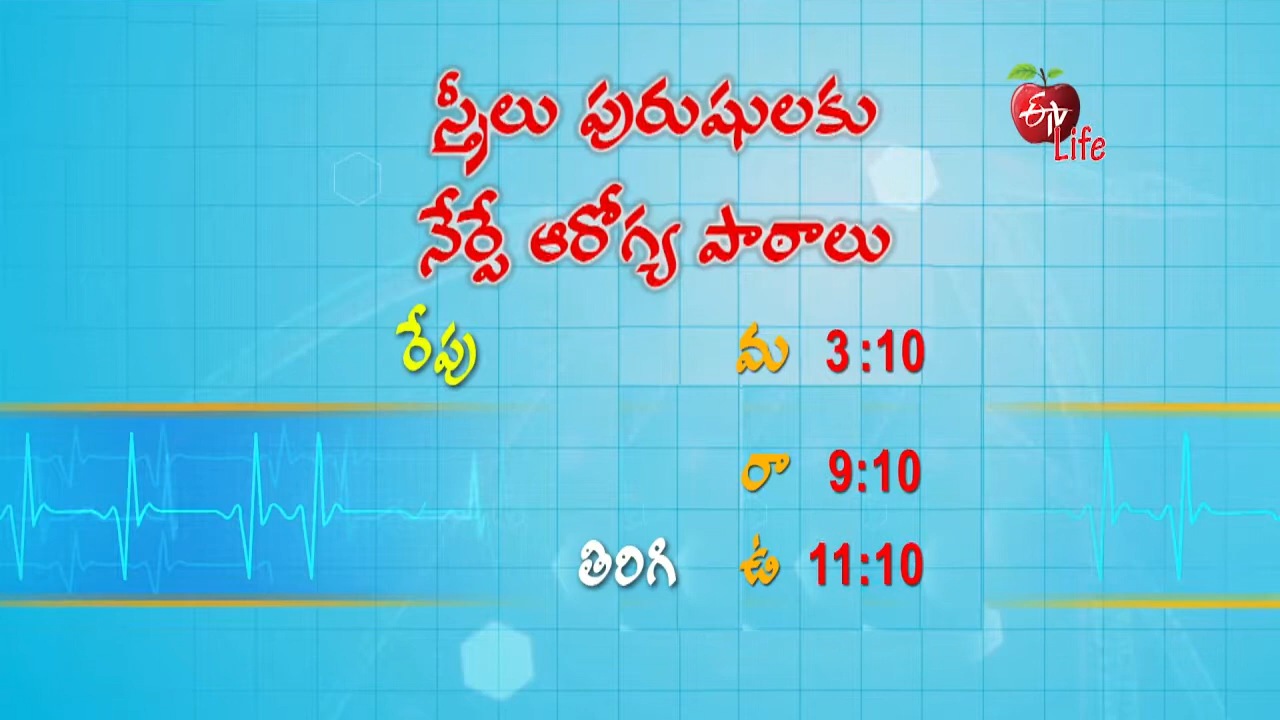 స్త్రీలు పురుషులకు
నేర్పే ఆరోగ్య పాఠాలు
రేపు మ 3:10
రా 9:10
తిరిగి ఉ 11:10
ETV Life